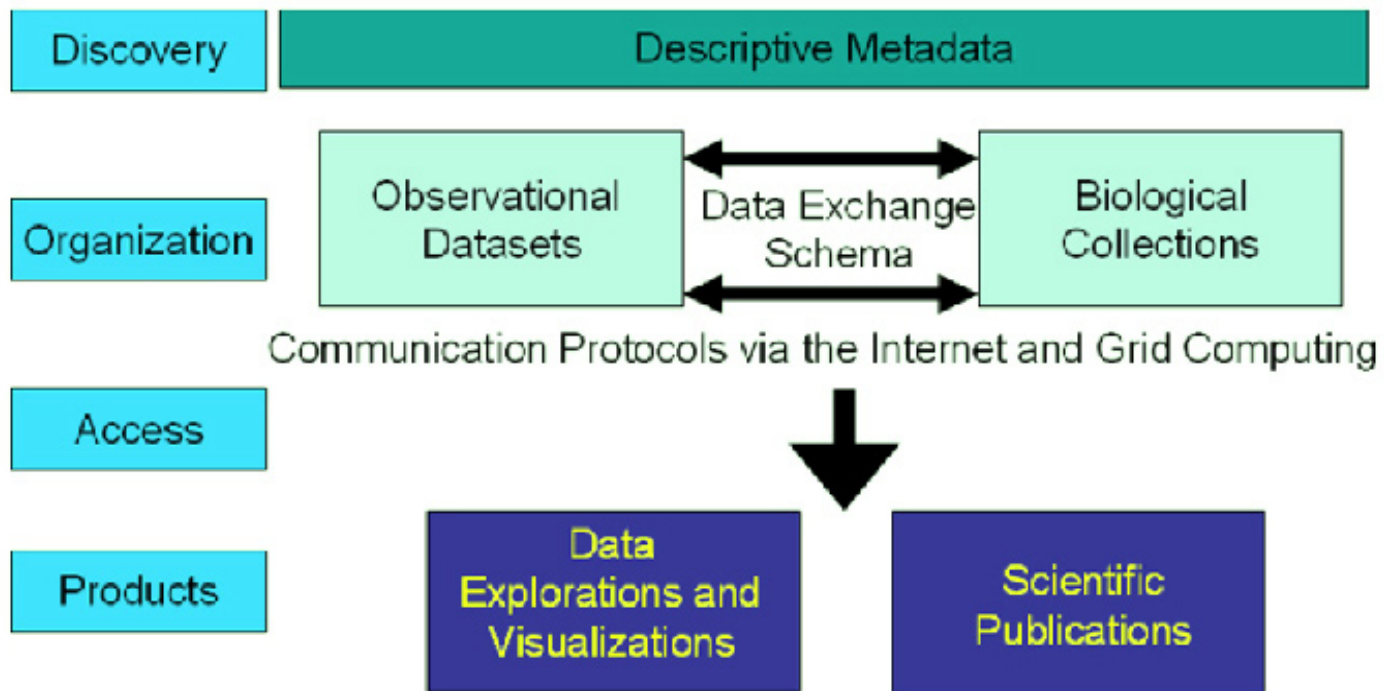 Discovery
Descriptive Metadata
Organization
Observational
Datasets
Data Exchange
Schema
Biological
Collections
Communication Protocols via the Internet and Grid Computing
Access
Products
Data
Explorations and
Visualizations
Scientific
Publications